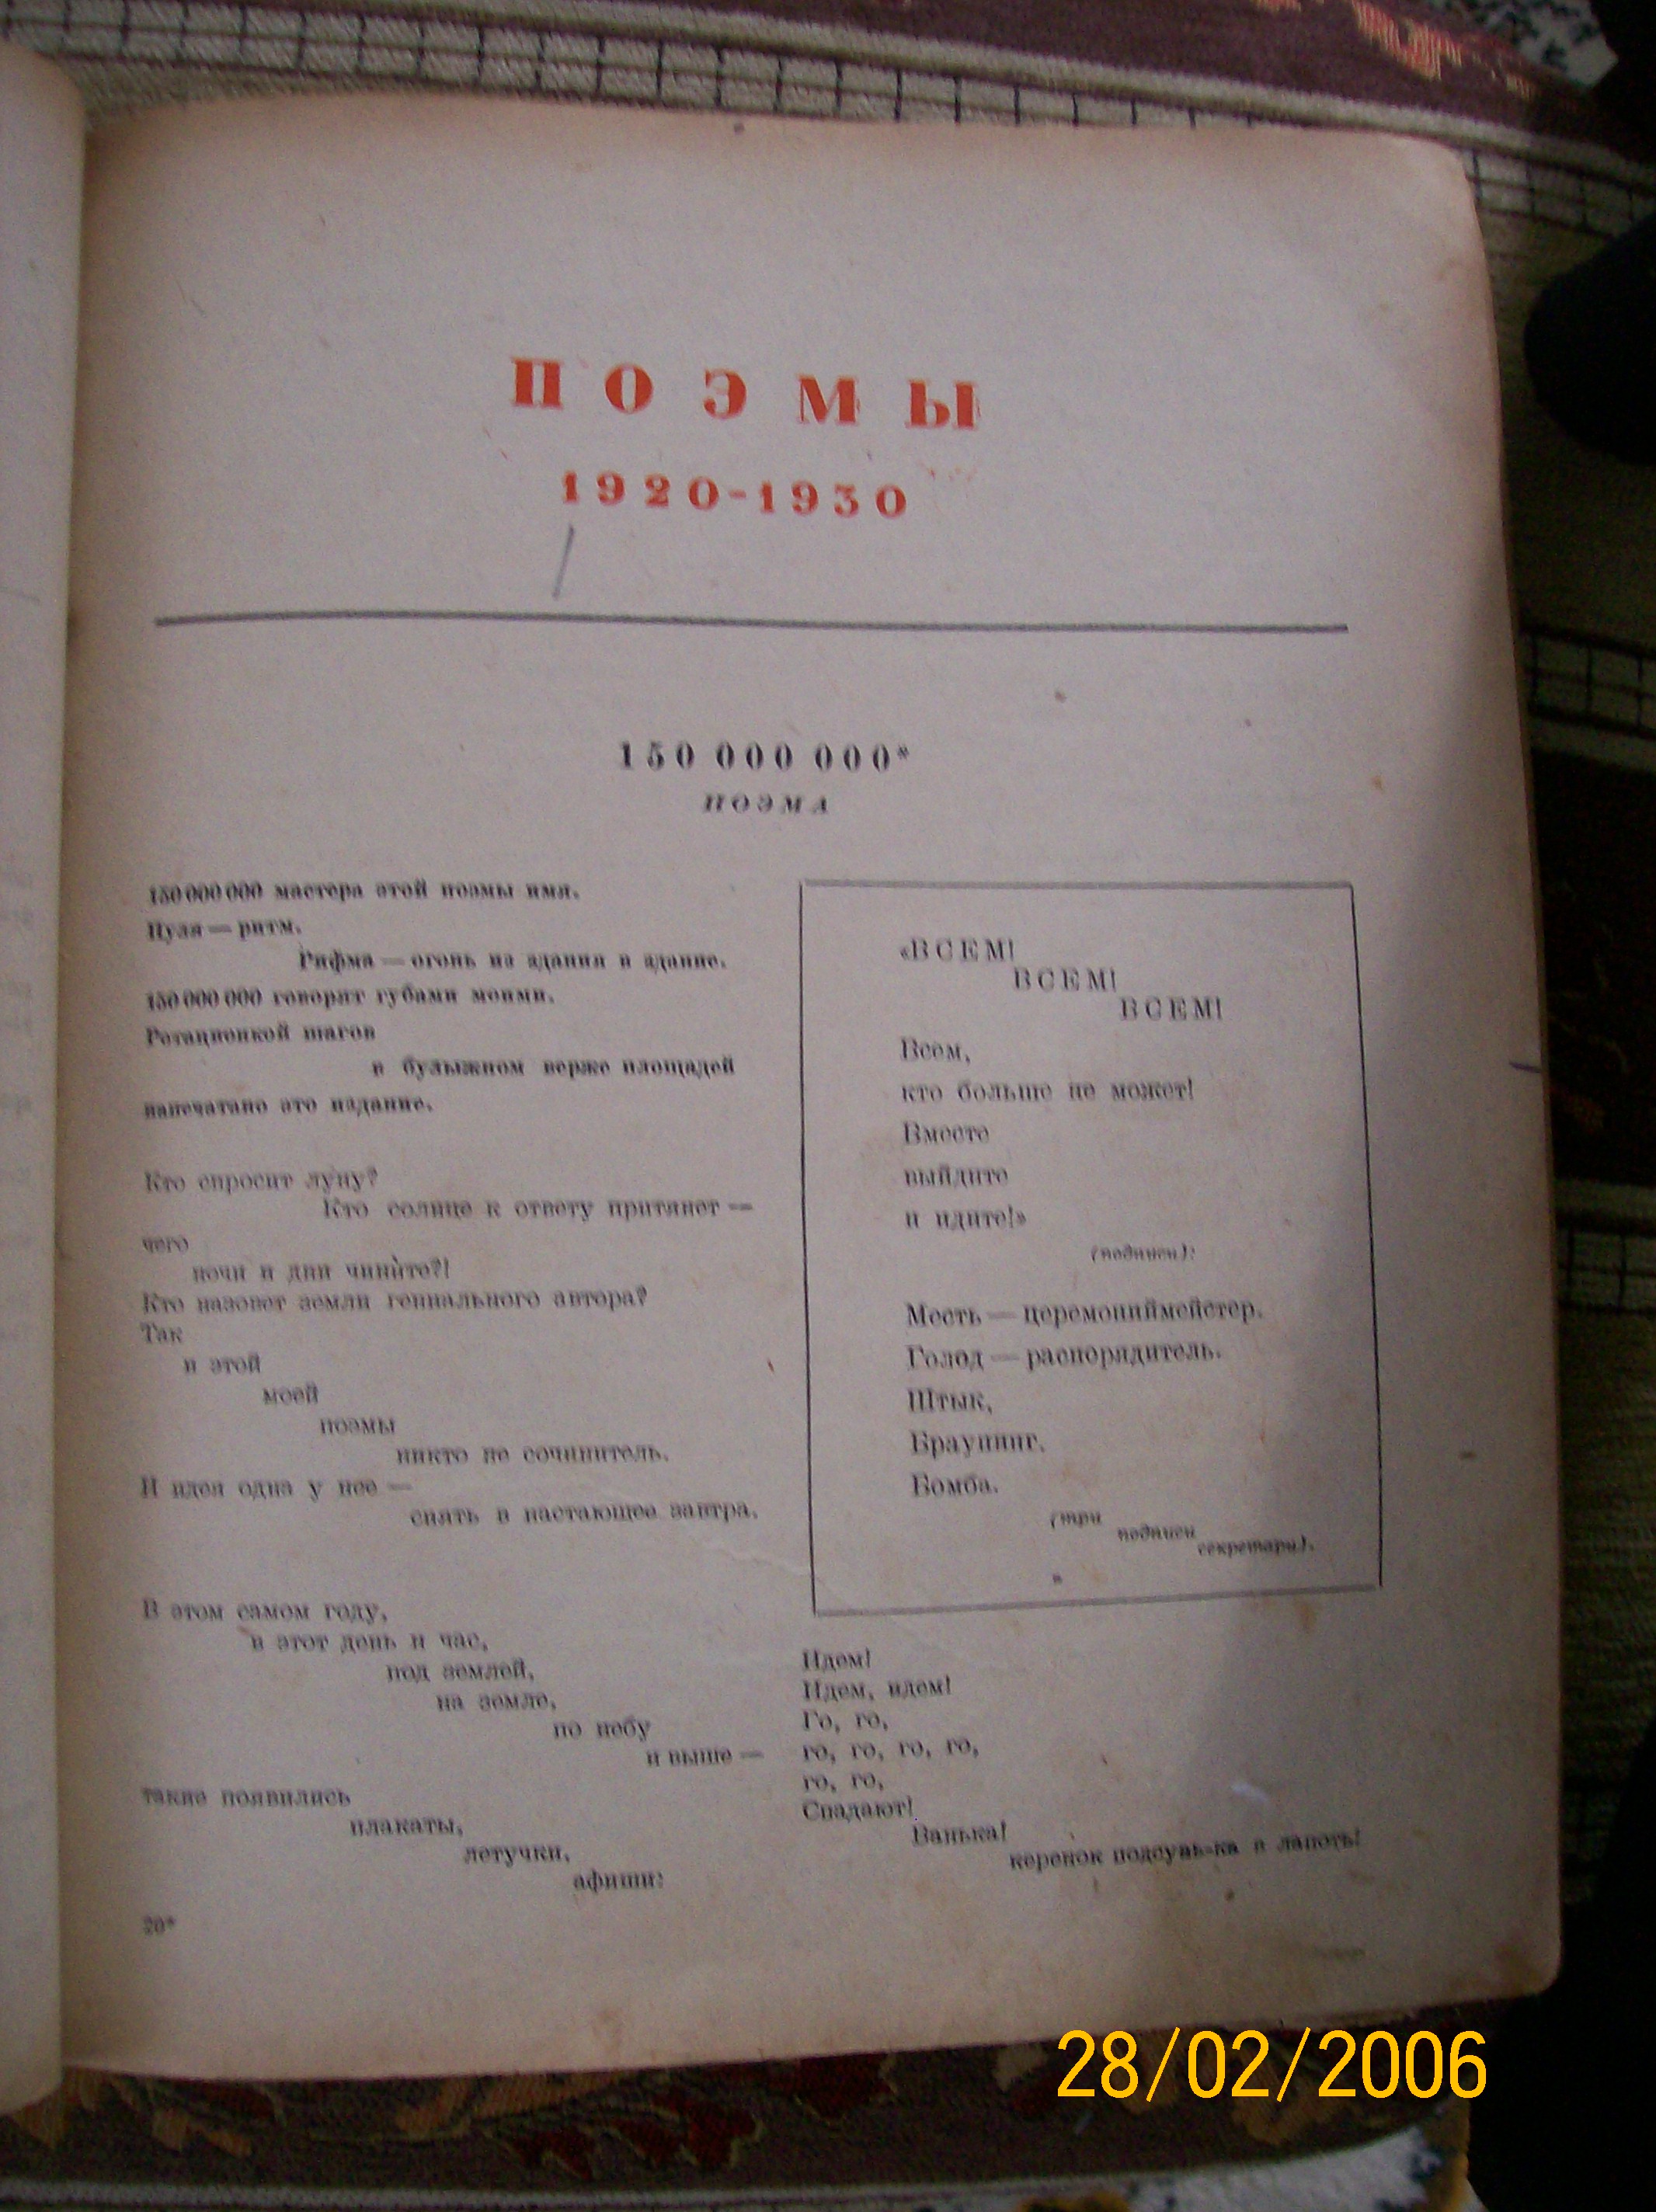 ПОЭМЫ
1920-1930
150 000 000*
ПОЭМА
150 000 000 мастера этой поэмы имя.
Пуля — ритм.
Рифма — огонь из здания в здание.
150 000 000 говорят губами моими.
Ротационкой шагов
в булыжном верже площадей
напечатано это издание.
Кто спросит луну?
Кто солнце к ответу притянет —
чего
ночи и дни чини́те?!
Кто назовет земли гениального автора?
Так
и этой
моей
поэмы
никто не сочинитель.
И идея одна у нее —
сиять в настающее завтра.
В этом самом году,
в этот день и час,
под землей,
на земле,
по небу
и выше —
такие появились
плакаты,
летучки,
афиши:
20*
«ВСЕМ!
ВСЕМ!
ВСЕМ!
Всем,
кто больше не может!
Вместе
выйдите
и идите!»
(подписи):
Месть — церемониймейстер.
Голод — распорядитель.
Штык.
Браунинг.
Бомба.
(три
подписи
секретари).
Идем!
Идем, идем!
Го, го,
го, го, го, го,
го, го,
Спадают!
Ванька!
керенок подсунь-ка в лапоть!
28/02/2006